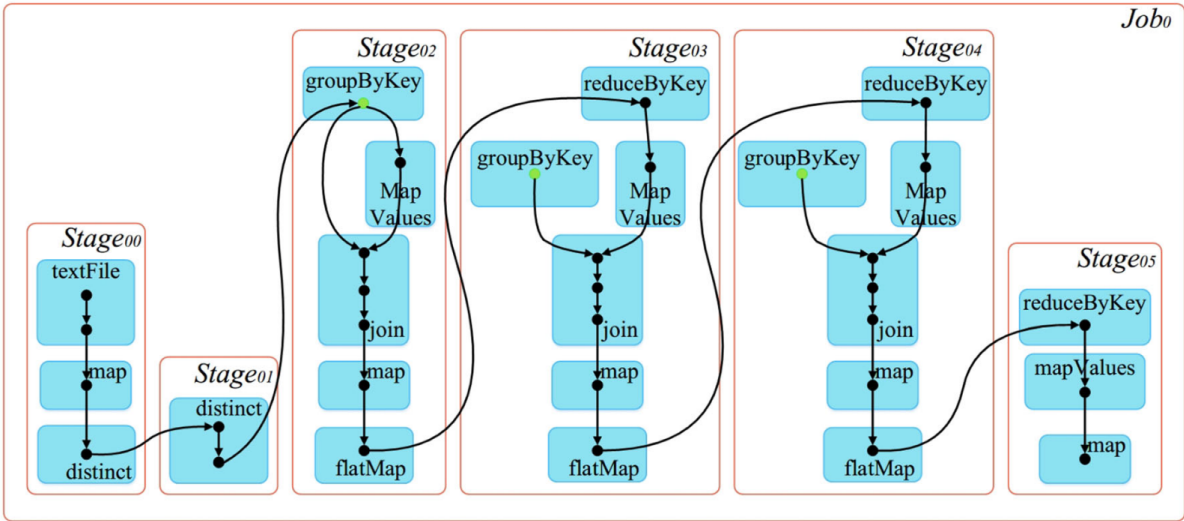 Job0
Stage00
textFile
map
distinct
Stage01
distinct
Stage02
groupByKey
Map
Values
join
map
flatMap
Stage03
reduceByKey
groupByKey
Map
Values
join
map
flatMap
Stage04
reduceByKey
groupByKey
Map
Values
join
map
flatMap
Stage05
reduceByKey
mapValues
map